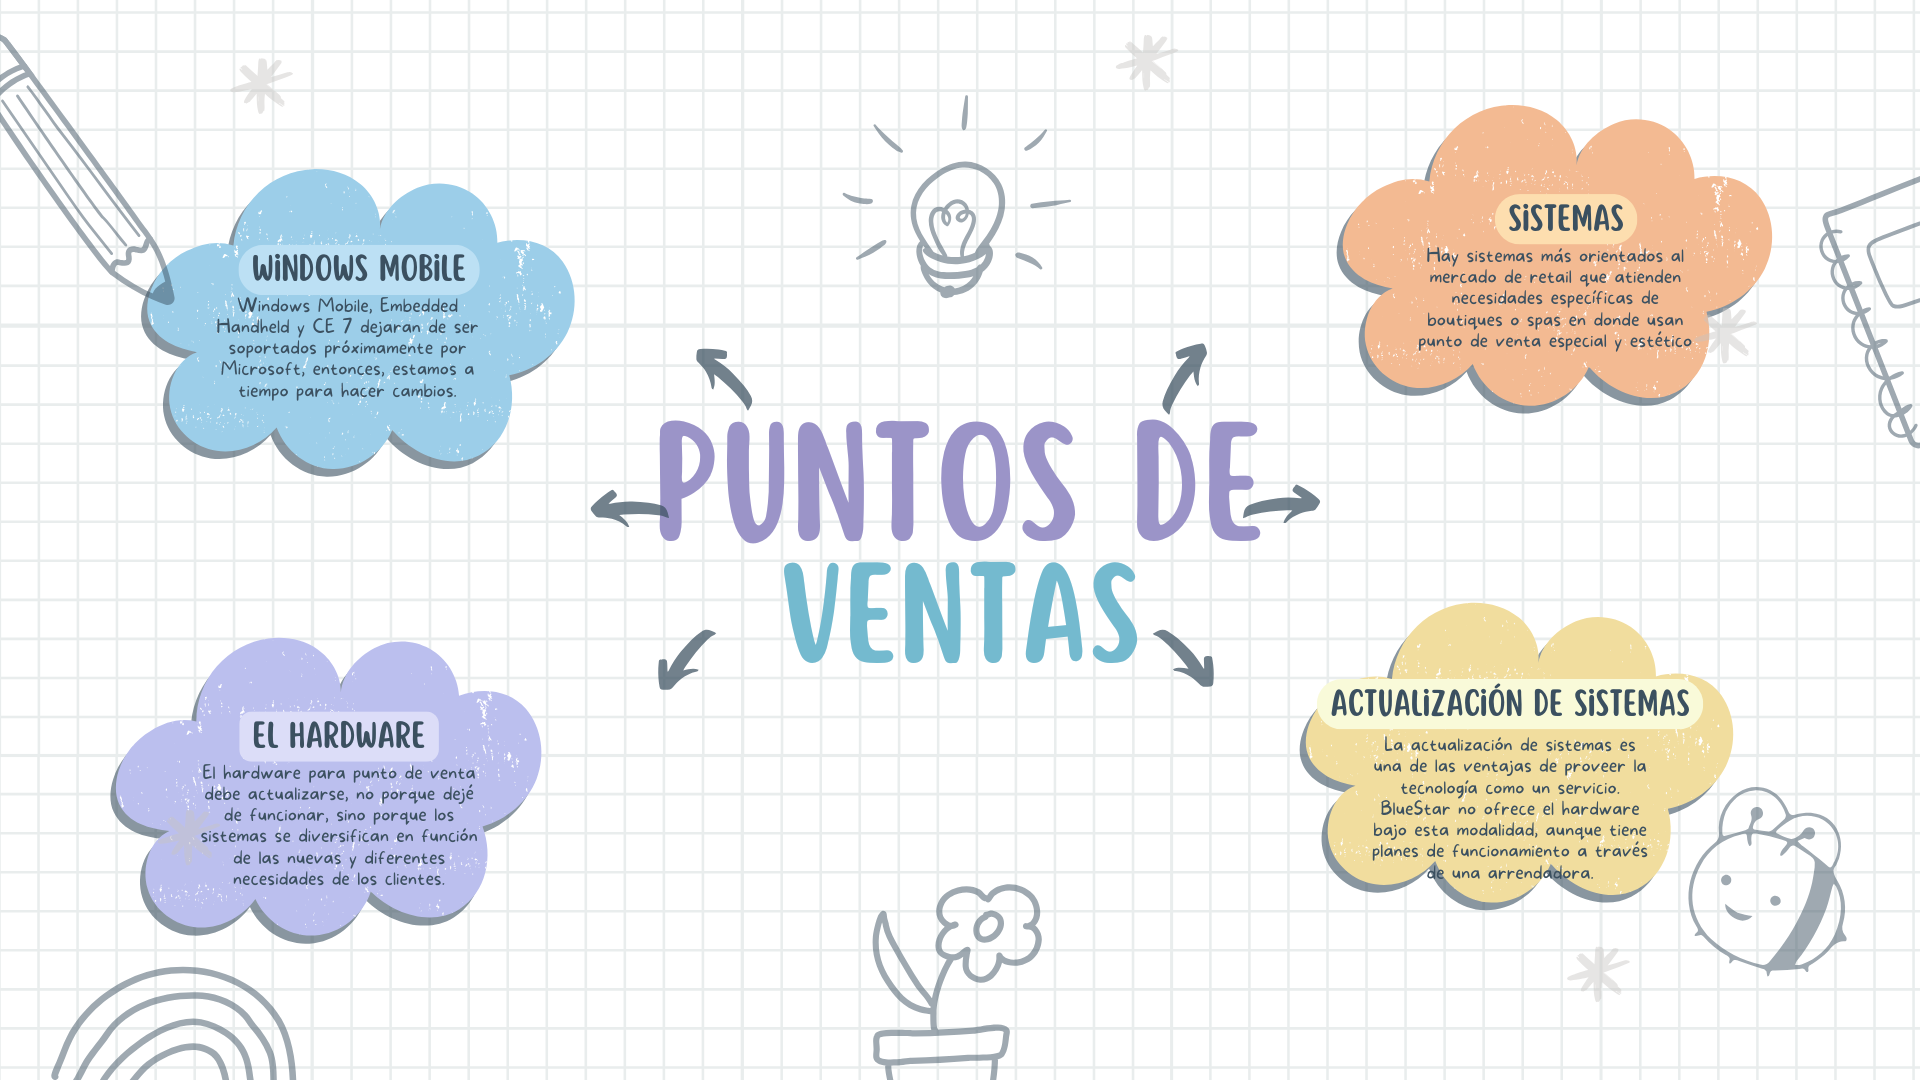 WiNDOWS MOBiLE
Windows Mobile, Embedded
Handheld y CE 7 dejaran de ser
soportados próximamente por
Microsoft, entonces, estamos a
tiempo para hacer cambios.
SiSTEMAS
Hay sistemas más orientados al
mercado de retail que atienden
necesidades específicas de
boutiques o spas en donde usan
punto de venta especial y estético
PUNTOS DE
VENTAS
EL HARDWARE
El hardware para punto de venta
debe actualizarse, no porque dejé
de funcionar, sino porque los
sistemas se diversifican en función
de las nuevas y diferentes
necesidades de los clientes.
ACTUALiZACiÓN DE SiSTEMAS
La actualización de sistemas es
una de las ventajas de proveer la
tecnología como un servicio.
BlueStar no ofrece el hardware
bajo esta modalidad, aunque tiene
planes de funcionamiento a través
de una arrendadora.